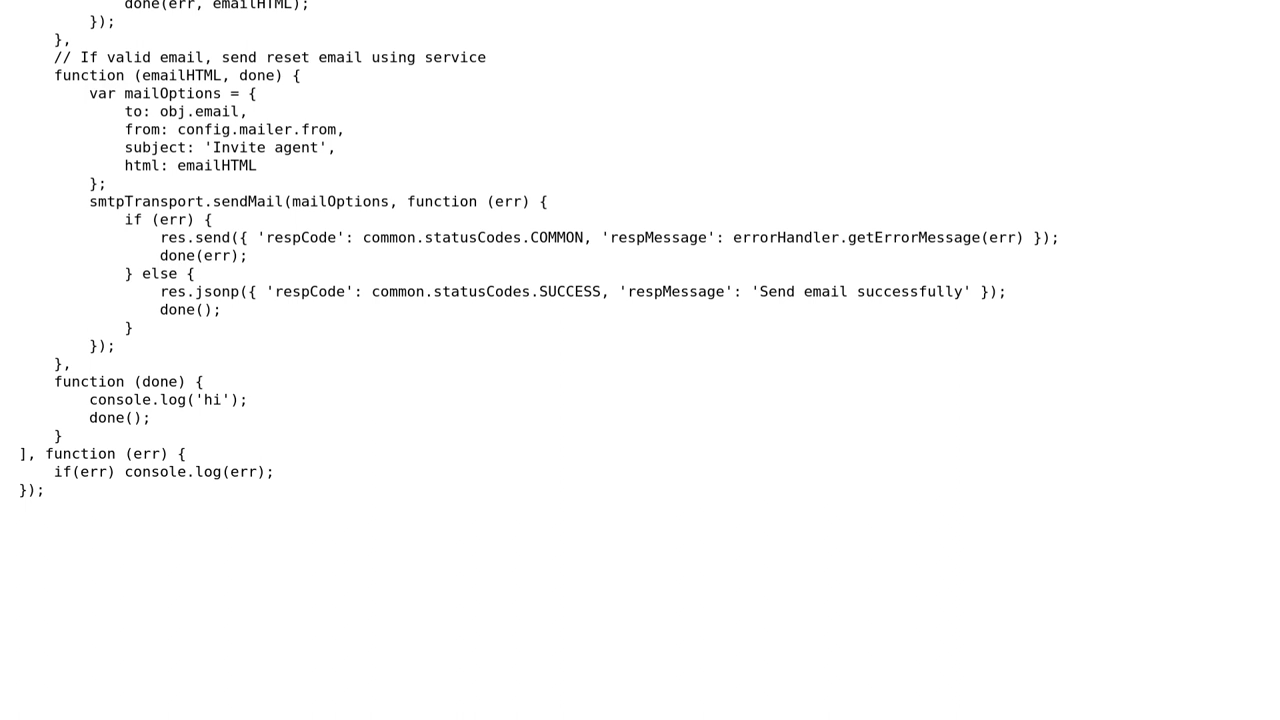 done(err, emailHTML);
        });
    },
    // If valid email, send reset email using service
    function (emailHTML, done) {
        var mailOptions = {
            to: obj.email,
            from: config.mailer.from,
            subject: 'Invite agent',
            html: emailHTML
        };
        smtpTransport.sendMail(mailOptions, function (err) {
            if (err) {
                res.send({ 'respCode': common.statusCodes.COMMON, 'respMessage': errorHandler.getErrorMessage(err) });
                done(err);
            } else {
                res.jsonp({ 'respCode': common.statusCodes.SUCCESS, 'respMessage': 'Send email successfully' });
                done();
            }
        });
    },
    function (done) {
        console.log('hi');
        done();
    }
], function (err) {
    if(err) console.log(err);
});